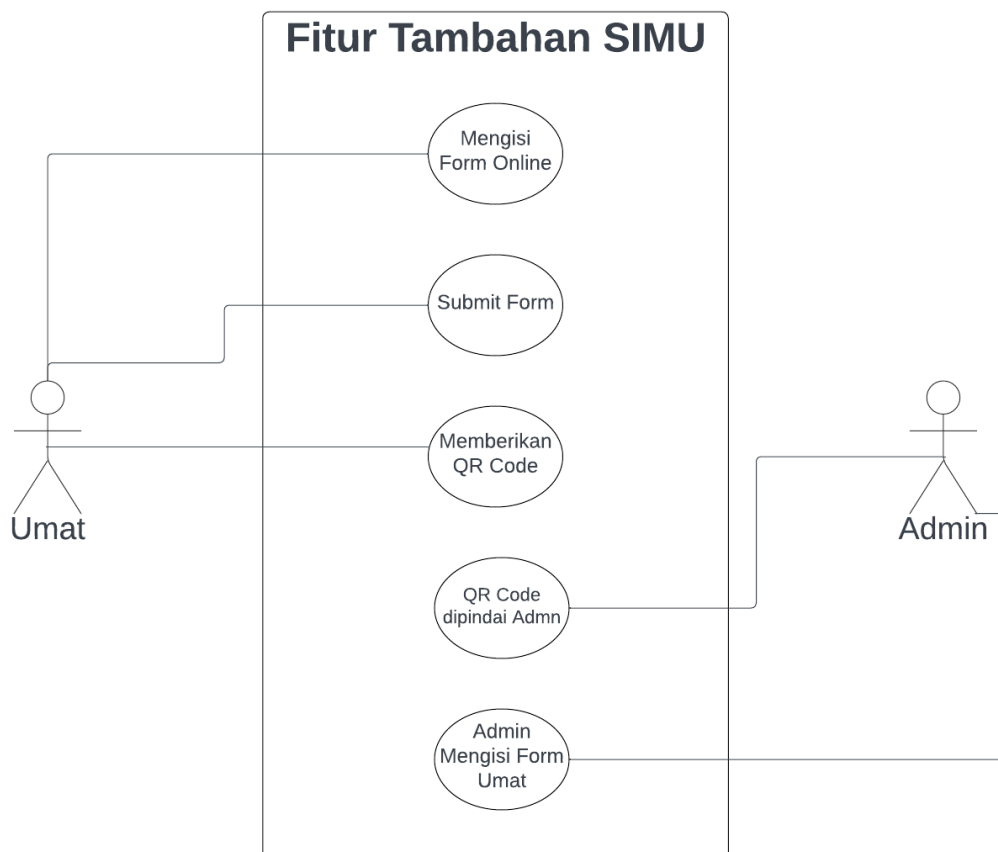 Fitur Tambahan SIMU
Mengisi
Form Online
Submit Form
Memberikan
QR Code
Umat
Admin
QR Code
dipindai Admn
Admin
Mengisi Form
Umat